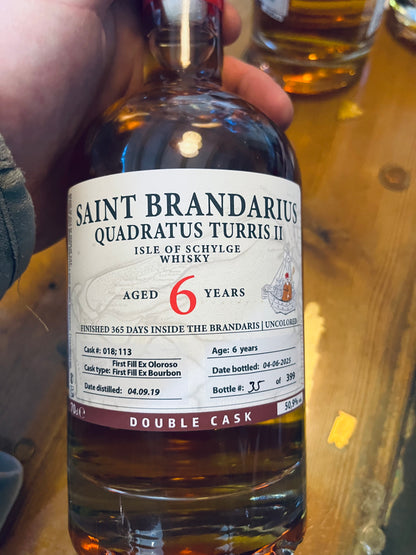 SAINT BRANDARIUS
QUADRATUS TURRIS II
ISLE OF SCHYLGE
WHISKY
AGED 6 YEARS
FINISHED 365 DAYS INSIDE THE BRANDARIS | UNCOLORED
Cask #: 018; 113
Cask type: First Fill Ex Oloroso
First Fill Ex Bourbon
Date distilled: 04.09.19
Age: 6 years
Date bottled: 04-06-2025
Bottle #: 35 of 399
50,9%
DOUBLE CASK